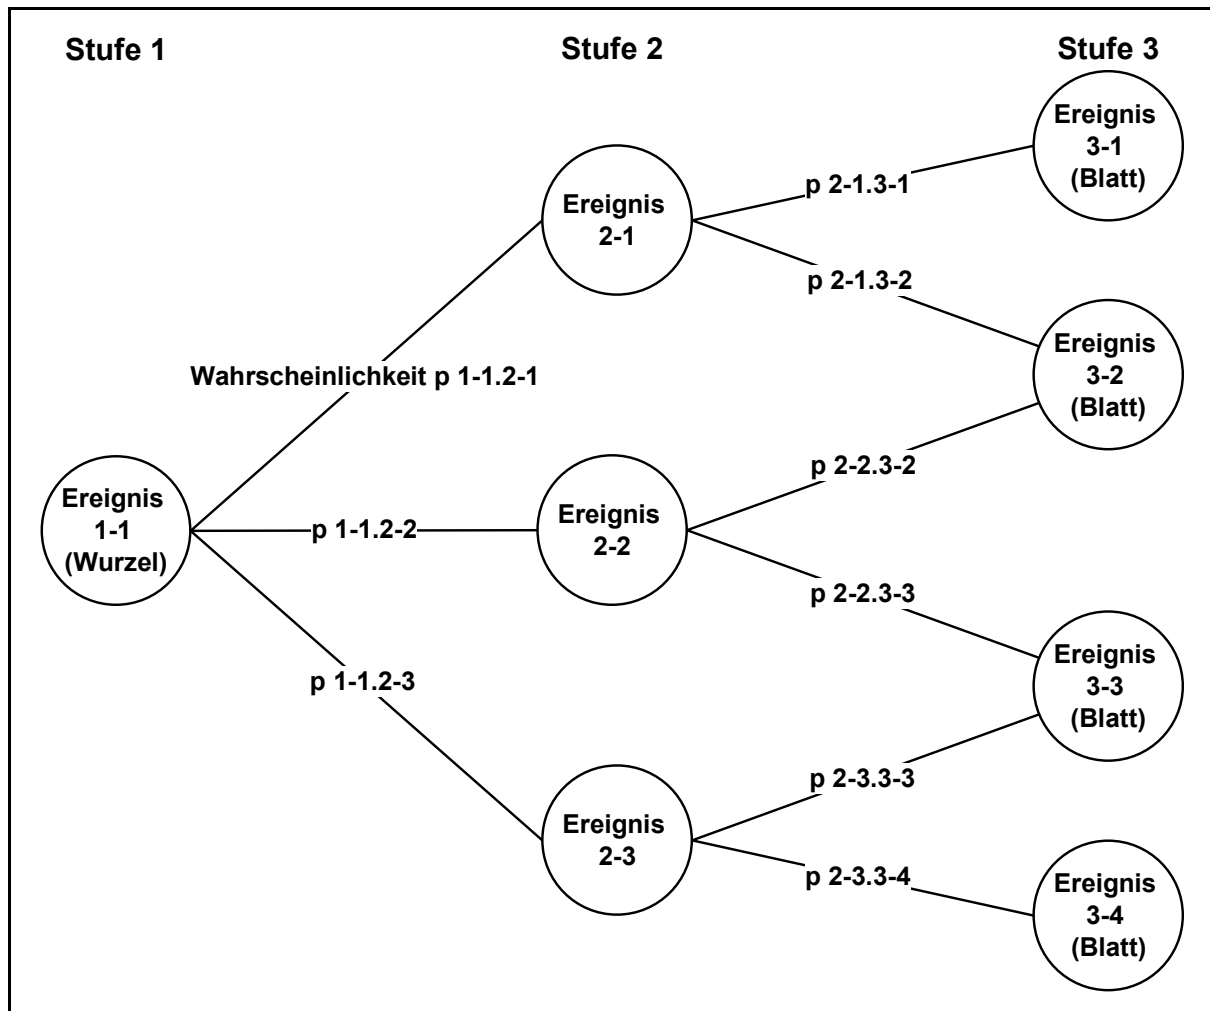 Stufe 1
Stufe 2
Stufe 3
Ereignis
3-1
(Blatt)
p 2-1.3-1
Ereignis
2-1
p 2-1.3-2
Ereignis
3-2
(Blatt)
Wahrscheinlichkeit p 1-1.2-1
p 2-2.3-2
Ereignis
1-1
(Wurzel)
p 1-1.2-2
Ereignis
2-2
p 2-2.3-3
Ereignis
3-3
(Blatt)
p 1-1.2-3
p 2-3.3-3
Ereignis
2-3
p 2-3.3-4
Ereignis
3-4
(Blatt)